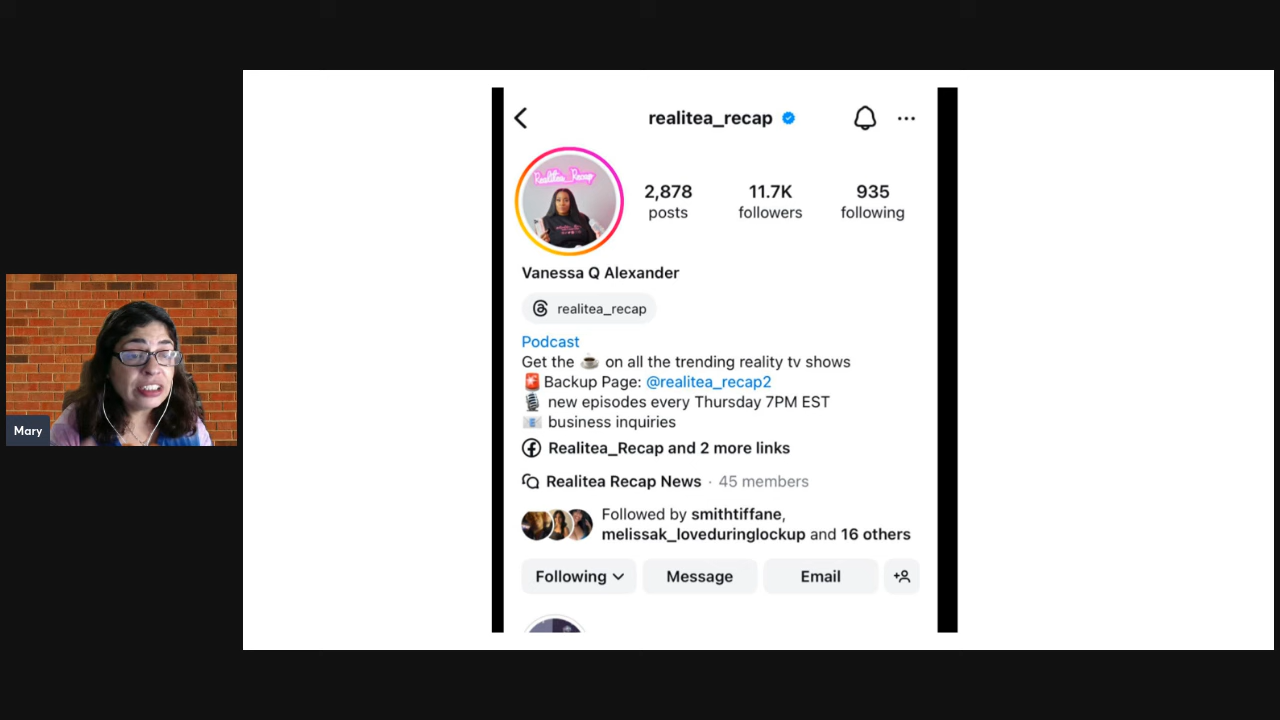 realitea_recap
Realitea_Recap
2,878
11.7K
935
posts
followers
following
Vanessa Q Alexander
realitea_recap
Podcast
Get the ☕ on all the trending reality tv shows
🚨 Backup Page: @realitea_recap2
🎙️ new episodes every Thursday 7PM EST
📧 business inquiries
Realitea_Recap and 2 more links
Realitea Recap News · 45 members
Followed by smithtiffane,
melissak_loveduringlockup and 16 others
Following
Message
Email
Mary